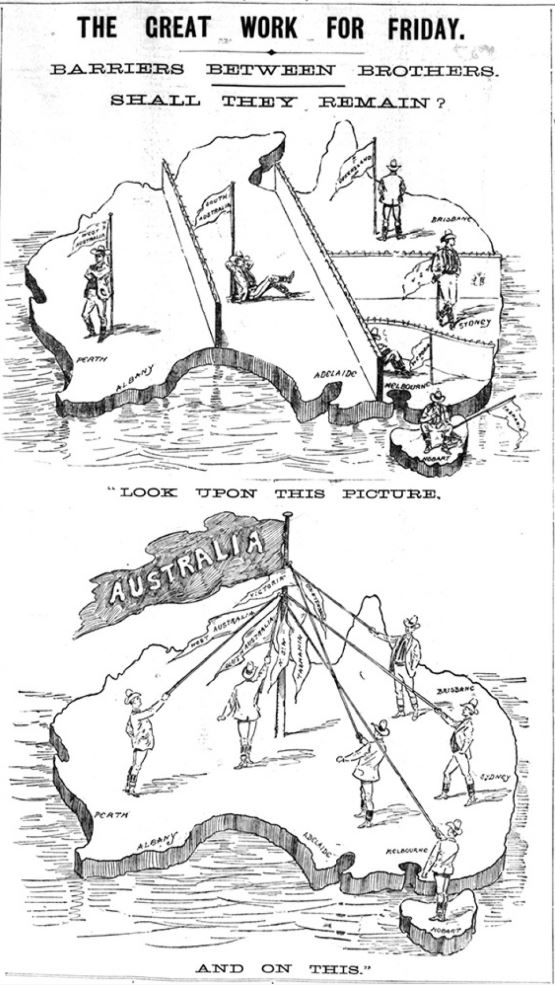 THE GREAT WORK FOR FRIDAY.
BARRIERS BETWEEN BROTHERS.
SHALL THEY REMAIN?
QUEENSLAND
SOUTH
AUSTRALIA
WEST
AUSTRALIA
BRISBANE
SYDNEY
PERTH
ALBANY
ADELAIDE
MELBOURNE
HOBART
"LOOK UPON THIS PICTURE,
AUSTRALIA
VICTORIA
WEST AUSTRALIA
SOUTH AUSTRALIA
TASMANIA
BRISBANE
SYDNEY
PERTH
ALBANY
ADELAIDE
MELBOURNE
HOBART
AND ON THIS."